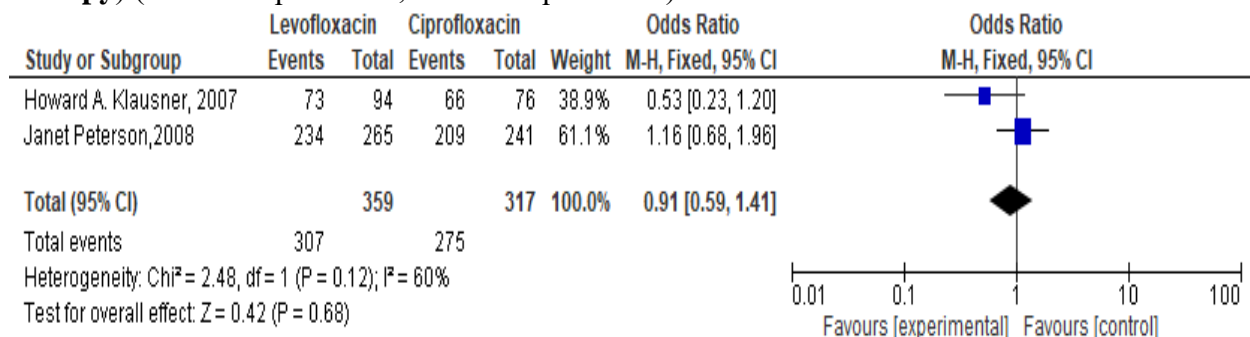 Levofloxacin Ciprofloxacin Odds Ratio Odds Ratio
Study or Subgroup Events Total Events Total Weight M-H, Fixed, 95% CI M-H, Fixed, 95% CI
Howard A. Klausner, 2007 73 94 66 76 38.9% 0.53 [0.23, 1.20]
Janet Peterson,2008 234 265 209 241 61.1% 1.16 [0.68, 1.96]
Total (95% CI) 359 317 100.0% 0.91 [0.59, 1.41]
Total events 307 275
Heterogeneity: Chi² = 2.48, df = 1 (P = 0.12); I² = 60%
Test for overall effect: Z = 0.42 (P = 0.68)
0.01 0.1 1 10 100
Favours [experimental] Favours [control]